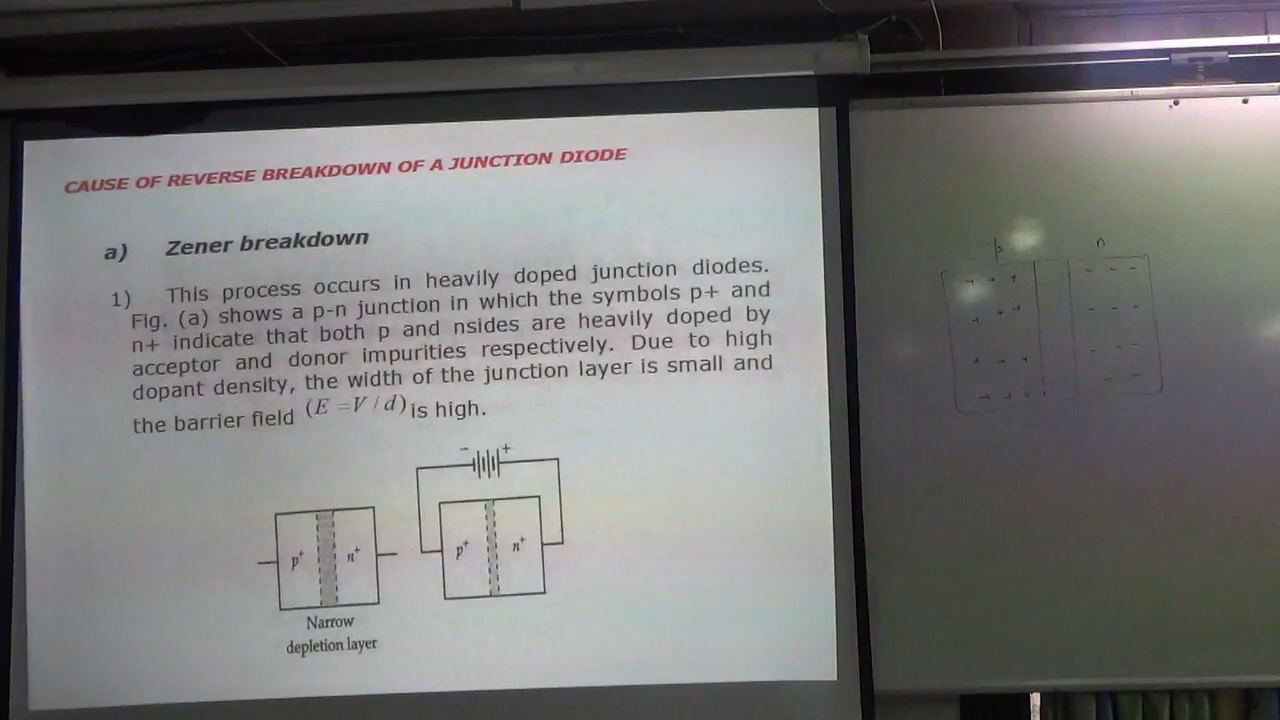 CAUSE OF REVERSE BREAKDOWN OF A JUNCTION DIODE
a) Zener breakdown
1) This process occurs in heavily doped junction diodes.
Fig. (a) shows a p-n junction in which the symbols p+ and
n+ indicate that both p and nsides are heavily doped by
acceptor and donor impurities respectively. Due to high
dopant density, the width of the junction layer is small and
the barrier field (E =V / d) is high.
- +
p+ n+
p+ n+
Narrow
depletion layer
p n